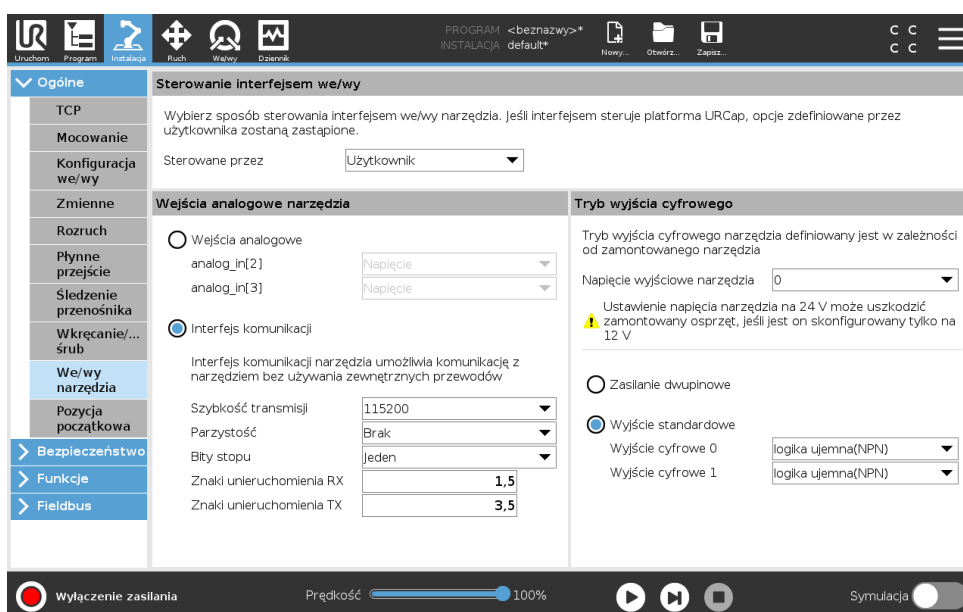 PROGRAM <beznazwy>*
INSTALACJA default*
Uruchom Program Instalacja Ruch We/wy Dziennik Nowy... Otwórz... Zapisz...
C C
C C
Ogólne
TCP
Mocowanie
Konfiguracja
we/wy
Zmienne
Rozruch
Płynne
przejście
Śledzenie
przenośnika
Wkręcanie/...
śrub
We/wy
narzędzia
Pozycja
początkowa
Bezpieczeństwo
Funkcje
Fieldbus
Sterowanie interfejsem we/wy
Wybierz sposób sterowania interfejsem we/wy narzędzia. Jeśli interfejsem steruje platforma URCap, opcje zdefiniowane przez
użytkownika zostaną zastąpione.
Sterowane przez Użytkownik
Wejścia analogowe narzędzia
Wejścia analogowe
analog_in[2] Napięcie
analog_in[3] Napięcie
Interfejs komunikacji
Interfejs komunikacji narzędzia umożliwia komunikację z
narzędziem bez używania zewnętrznych przewodów
Szybkość transmisji 115200
Parzystość Brak
Bity stopu Jeden
Znaki unieruchomienia RX 1,5
Znaki unieruchomienia TX 3,5
Tryb wyjścia cyfrowego
Tryb wyjścia cyfrowego narzędzia definiowany jest w zależności
od zamontowanego narzędzia
Napięcie wyjściowe narzędzia 0
Ustawienie napięcia narzędzia na 24 V może uszkodzić
zamontowany osprzęt, jeśli jest on skonfigurowany tylko na
12 V
Zasilanie dwupinowe
Wyjście standardowe
Wyjście cyfrowe 0 logika ujemna(NPN)
Wyjście cyfrowe 1 logika ujemna(NPN)
Wyłączenie zasilania Prędkość 100% Symulacja